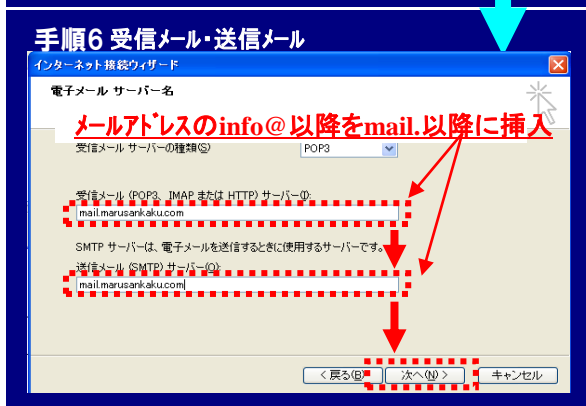 手順6 受信メール・送信メール
インターネット接続ウィザード
電子メール サーバー名
メールアドレスのinfo@以降をmail.以降に挿入
受信メール サーバーの種類(S)
POP3
受信メール (POP3、IMAP または HTTP) サーバー(I):
mail.marusankaku.com
SMTP サーバーは、電子メールを送信するときに使用するサーバーです。
送信メール (SMTP) サーバー(O):
mail.marusankaku.com
< 戻る(B)
次へ(N) >
キャンセル